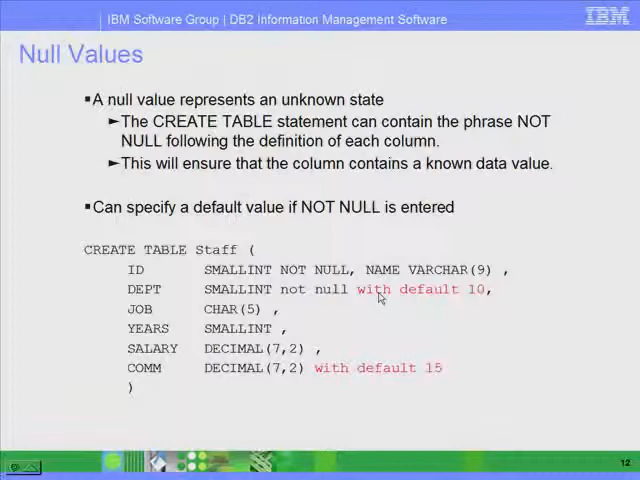 IBM Software Group | DB2 Information Management Software
IBM
Null Values
▪A null value represents an unknown state
►The CREATE TABLE statement can contain the phrase NOT
NULL following the definition of each column.
►This will ensure that the column contains a known data value.
▪Can specify a default value if NOT NULL is entered
CREATE TABLE Staff (
ID SMALLINT NOT NULL, NAME VARCHAR(9) ,
DEPT SMALLINT not null with default 10,
JOB CHAR(5) ,
YEARS SMALLINT ,
SALARY DECIMAL(7,2) ,
COMM DECIMAL(7,2) with default 15
)
12